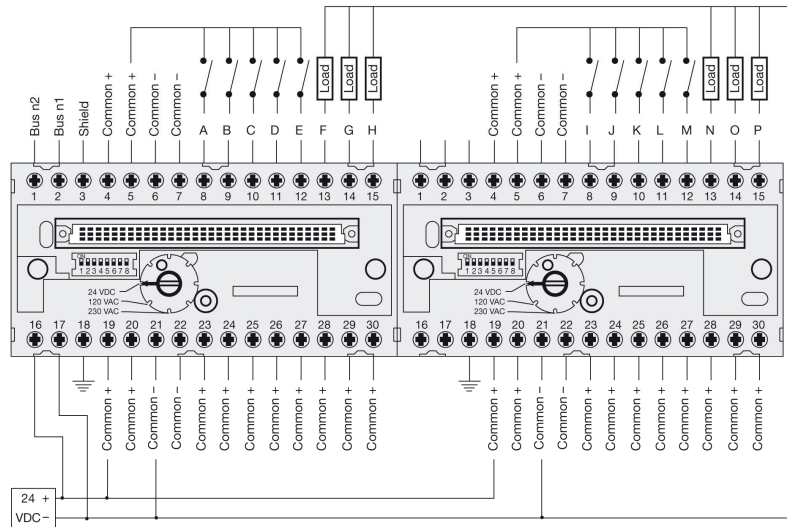 Bus n2
Bus n1
Shield
Common +
Common +
Common −
Common −
A B C D E F G H
Load Load Load
Common +
Common +
Common −
Common −
I J K L M N O P
Load Load Load
1 2 3 4 5 6 7 8 9 10 11 12 13 14 15
1 2 3 4 5 6 7 8 9 10 11 12 13 14 15
ON
1 2 3 4 5 6 7 8
24 VDC
120 VAC
230 VAC
ON
1 2 3 4 5 6 7 8
24 VDC
120 VAC
230 VAC
16 17 18 19 20 21 22 23 24 25 26 27 28 29 30
16 17 18 19 20 21 22 23 24 25 26 27 28 29 30
Common +
Common +
Common −
Common −
Common +
Common +
Common +
Common +
Common +
Common +
Common +
Common +
Common +
Common +
Common −
Common −
Common +
Common +
Common +
Common +
Common +
Common +
Common +
Common +
24 +
VDC −